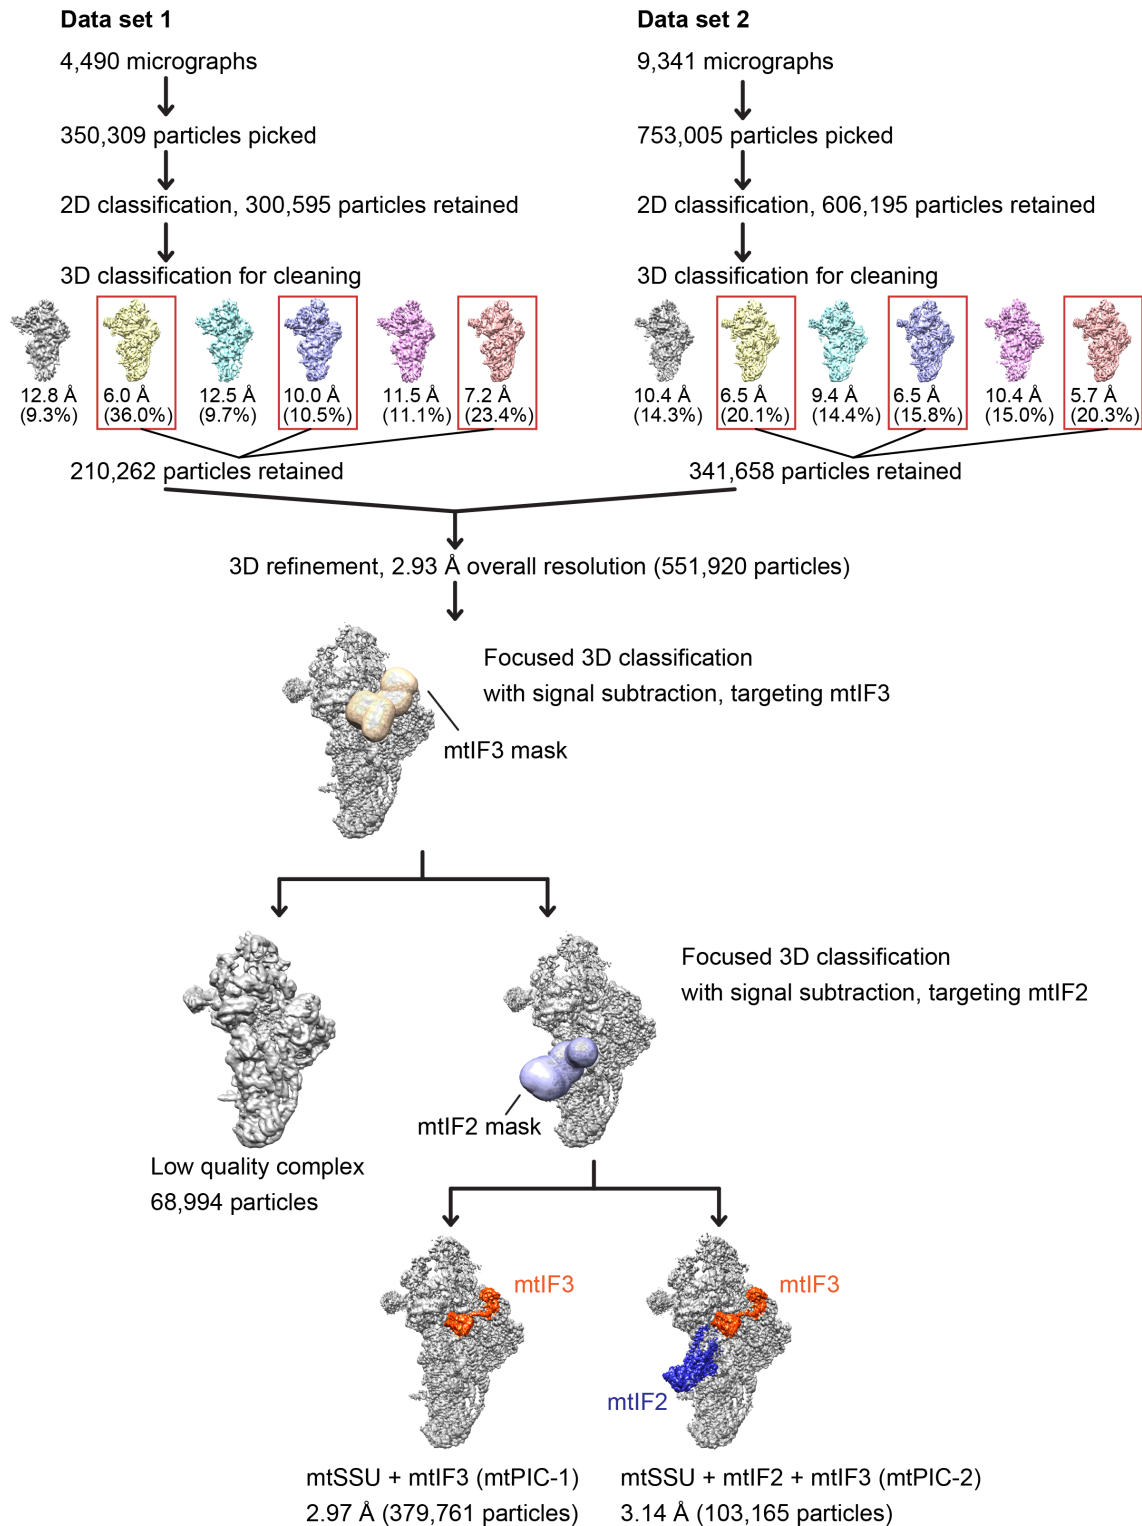 Data set 1
4,490 micrographs
350,309 particles picked
2D classification, 300,595 particles retained
3D classification for cleaning
12.8 Å
(9.3%)
6.0 Å
(36.0%)
12.5 Å
(9.7%)
10.0 Å
(10.5%)
11.5 Å
(11.1%)
7.2 Å
(23.4%)
210,262 particles retained
Data set 2
9,341 micrographs
753,005 particles picked
2D classification, 606,195 particles retained
3D classification for cleaning
10.4 Å
(14.3%)
6.5 Å
(20.1%)
9.4 Å
(14.4%)
6.5 Å
(15.8%)
10.4 Å
(15.0%)
5.7 Å
(20.3%)
341,658 particles retained
3D refinement, 2.93 Å overall resolution (551,920 particles)
Focused 3D classification
with signal subtraction, targeting mtIF3
mtIF3 mask
Focused 3D classification
with signal subtraction, targeting mtIF2
mtIF2 mask
Low quality complex
68,994 particles
mtIF3
mtIF3
mtIF2
mtSSU + mtIF3 (mtPIC-1)
2.97 Å (379,761 particles)
mtSSU + mtIF2 + mtIF3 (mtPIC-2)
3.14 Å (103,165 particles)